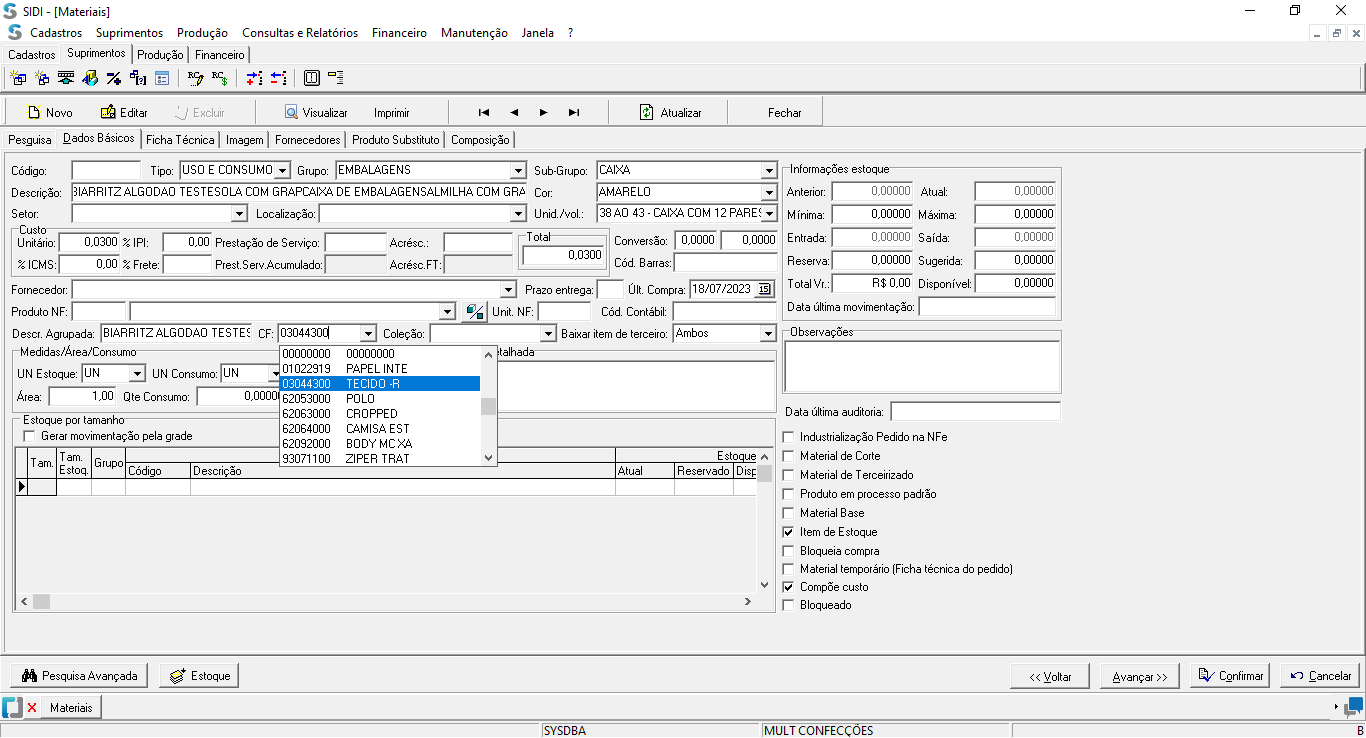 SIDI - [Materiais]
Cadastros Suprimentos Produção Consultas e Relatórios Financeiro Manutenção Janela ?
Cadastros Suprimentos Produção Financeiro
Novo Editar Excluir Visualizar Imprimir Atualizar Fechar
Pesquisa Dados Básicos Ficha Técnica Imagem Fornecedores Produto Substituto Composição
Código: Tipo: USO E CONSUMO Grupo: EMBALAGENS Sub-Grupo: CAIXA
Descrição: BIARRITZ ALGODAO TESTESOLA COM GRAPCAIXA DE EMBALAGENSALMILHA COM GRA Cor: AMARELO
Setor: Localização: Unid./vol.: 38 AO 43 - CAIXA COM 12 PARES
Custo
Unitário: 0,0300 % IPI: 0,00 Prestação de Serviço: Acrésc.: Total 0,0300 Conversão: 0,0000 0,0000
% ICMS: 0,00 % Frete: Prest.Serv.Acumulado: Acrésc.FT: Cód. Barras:
Fornecedor: Prazo entrega: Últ. Compra: 18/07/2023 15
Produto NF: Unit. NF: Cód. Contábil:
Descr. Agrupada: BIARRITZ ALGODAO TESTES CF: 03044300 Coleção: Baixar item de terceiro: Ambos
Medidas/Área/Consumo etalhada
UN Estoque: UN UN Consumo: UN
Área: 1,00 Qte Consumo: 0,0000
00000000 00000000
01022919 PAPEL INTE
03044300 TECIDO -R
62053000 POLO
62063000 CROPPED
62064000 CAMISA EST
62092000 BODY MC XA
93071100 ZIPER TRAT
Estoque por tamanho
Gerar movimentação pela grade
Tam. Tam. Estoq. Grupo Código Descrição Estoque Atual Reservado Disp
Informações estoque
Anterior: 0,00000 Atual: 0,00000
Mínima: 0,00000 Máxima: 0,00000
Entrada: 0,00000 Saída: 0,00000
Reserva: 0,00000 Sugerida: 0,00000
Total Vr.: R$ 0,00 Disponível: 0,00000
Data última movimentação:
Observações
Data última auditoria:
Industrialização Pedido na NFe
Material de Corte
Material de Terceirizado
Produto em processo padrão
Material Base
Item de Estoque
Bloqueia compra
Material temporário (Ficha técnica do pedido)
Compõe custo
Bloqueado
Pesquisa Avançada Estoque << Voltar Avançar >> Confirmar Cancelar
Materiais
SYSDBA MULT CONFECÇÕES B